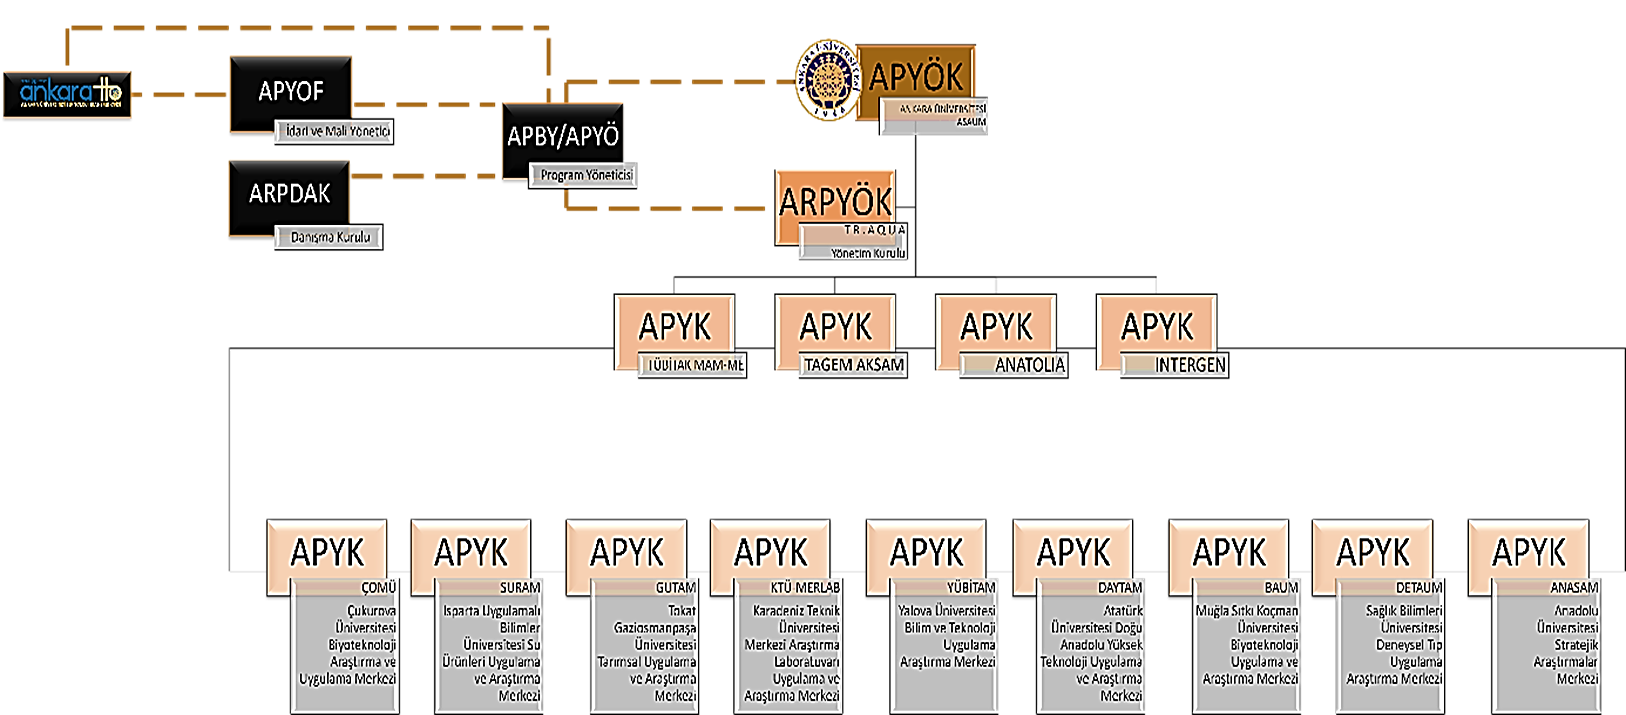 ankara tto
APYOF
İdari ve Mali Yönetici
ARPDAK
Danışma Kurulu
APBY/APYÖ
Program Yöneticisi
ANKARA ÜNİVERSİTESİ
APYÖK
ANKARA ÜNİVERSİTESİ
ASAUM
ARPYÖK
TR.AQUA
Yönetim Kurulu
APYK
TÜBİTAK MAM-ME
APYK
TAGEM AKSAM
APYK
ANATOLIA
APYK
INTERGEN
APYK
ÇOMÜ
Çukurova
Üniversitesi
Biyoteknoloji
Araştırma ve
Uygulama Merkezi
APYK
SURAM
Isparta Uygulamalı
Bilimler
Üniversitesi Su
Ürünleri Uygulama
ve Araştırma
Merkezi
APYK
GUTAM
Tokat
Gaziosmanpaşa
Üniversitesi
Tarımsal Uygulama
ve Araştırma
Merkezi
APYK
KTÜ MERLAB
Karadeniz Teknik
Üniversitesi
Merkezi Araştırma
Laboratuvarı
Uygulama ve
Araştırma Merkezi
APYK
YÜBİTAM
Yalova Üniversitesi
Bilim ve Teknoloji
Uygulama
Araştırma Merkezi
APYK
DAYTAM
Atatürk
Üniversitesi Doğu
Anadolu Yüksek
Teknoloji Uygulama
ve Araştırma
Merkezi
APYK
BAUM
Muğla Sıtkı Koçman
Üniversitesi
Biyoteknoloji
Uygulama ve
Araştırma Merkezi
APYK
DETAUM
Sağlık Bilimleri
Üniversitesi
Deneysel Tıp
Uygulama
Araştırma Merkezi
APYK
ANASAM
Anadolu
Üniversitesi
Stratejik
Araştırmalar
Merkezi